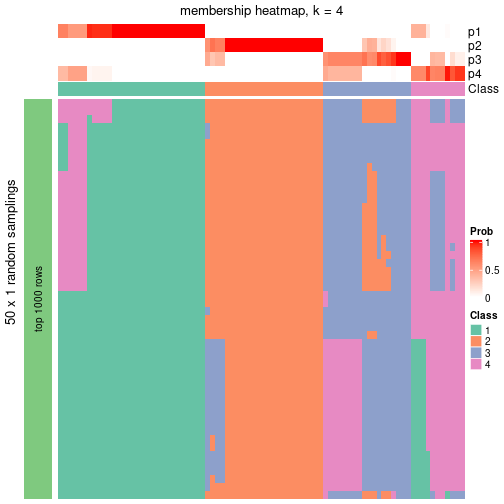 membership heatmap, k = 4
p1
p2
p3
p4
Class
50 x 1 random samplings
top 1000 rows
Prob
1
0.5
0
Class
1
2
3
4